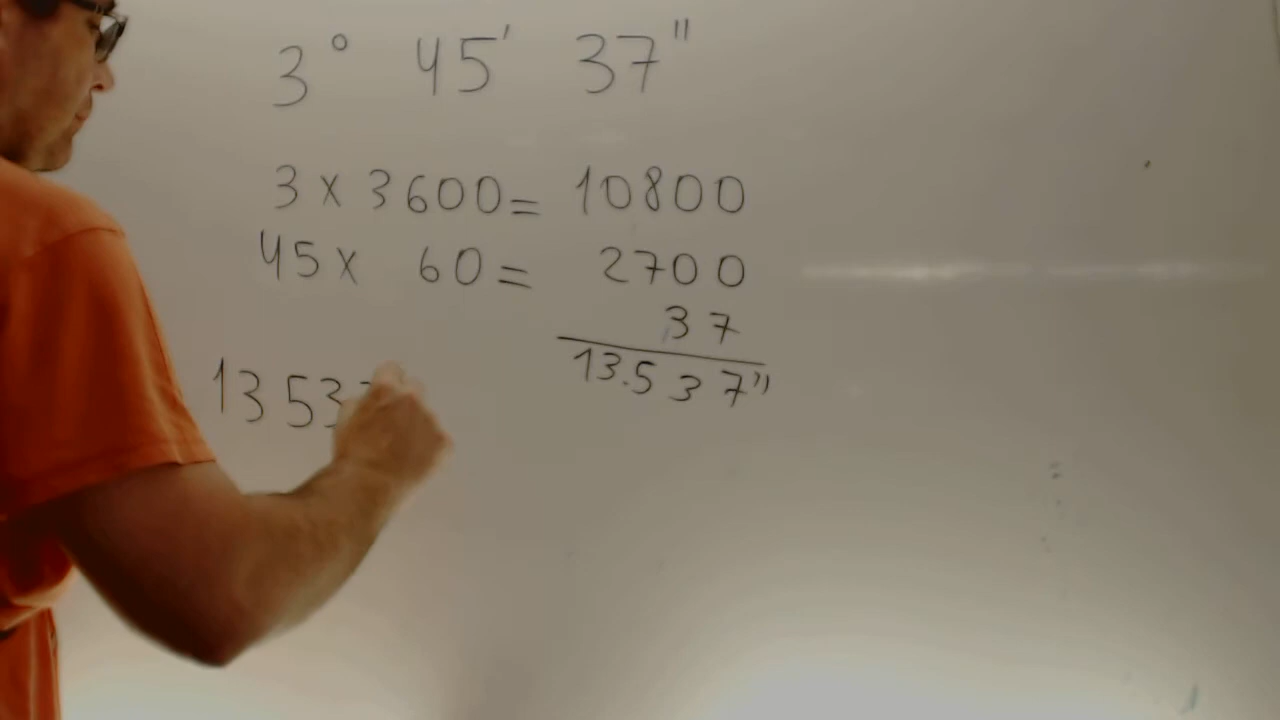 3° 45' 37"
3 x 3600= 10800
45 x 60= 2700
37
13.537"
1353